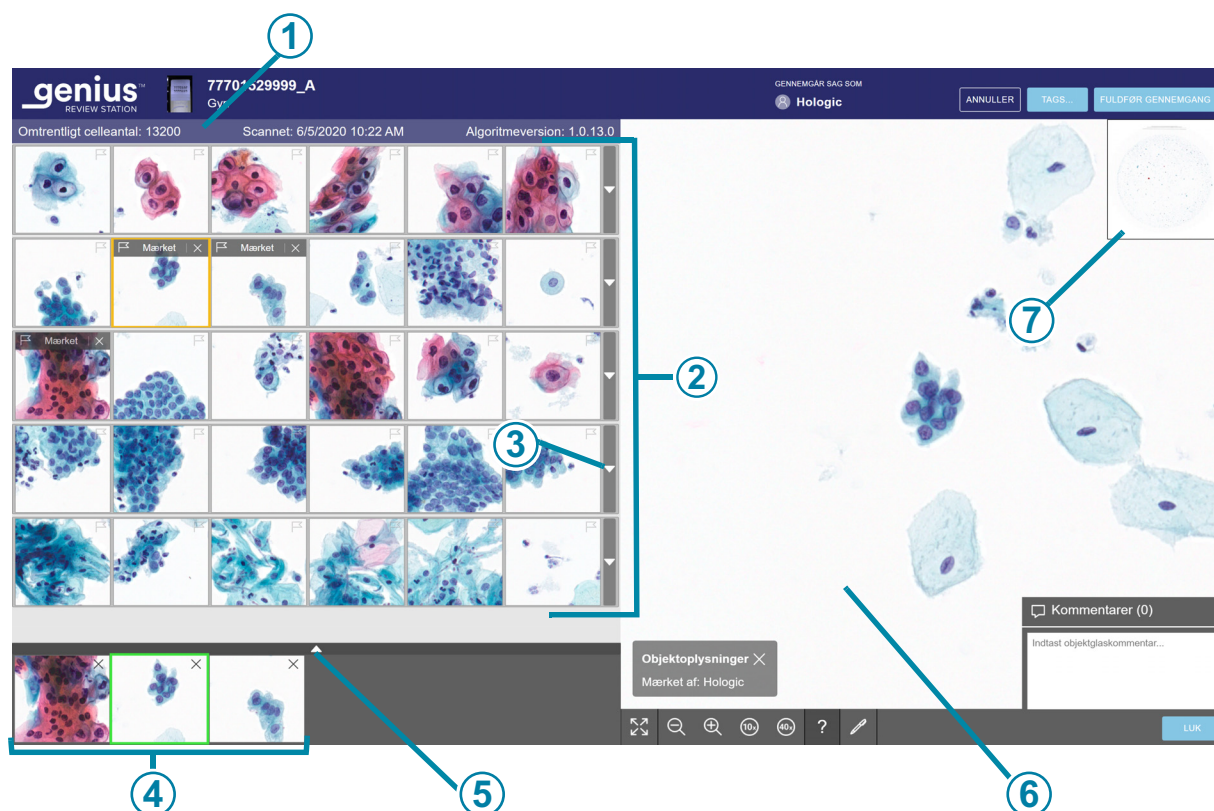 1
genius™
REVIEW STATION
77701529999_A
GENNEMGÅR SAG SOM
Hologic
ANNULLER
TAGS...
FULDFØR GENNEMGANG
Omtrentligt celleantal: 13200
Scannet: 6/5/2020 10:22 AM
Algoritmeversion: 1.0.13.0
Mærket
Mærket
Mærket
7
2
3
Kommentarer (0)
Indtast objektglaskommentar...
Objektoplysninger
Mærket af: Hologic
10x
40x
?
LUK
4
5
6